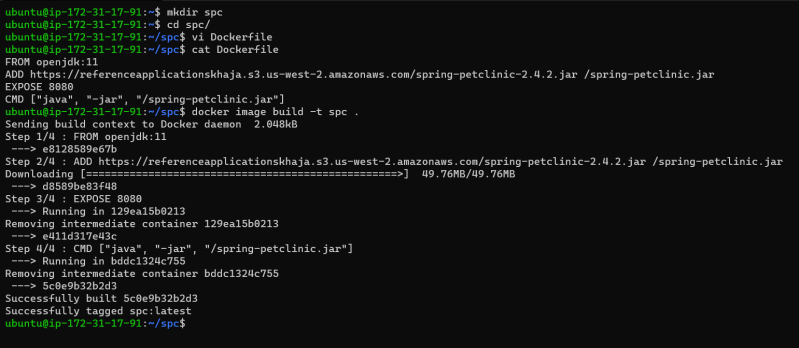 ubuntu@ip-172-31-17-91:~$ mkdir spc
ubuntu@ip-172-31-17-91:~$ cd spc/
ubuntu@ip-172-31-17-91:~/spc$ vi Dockerfile
ubuntu@ip-172-31-17-91:~/spc$ cat Dockerfile
FROM openjdk:11
ADD https://referenceapplicationskhaja.s3.us-west-2.amazonaws.com/spring-petclinic-2.4.2.jar /spring-petclinic.jar
EXPOSE 8080
CMD ["java", "-jar", "/spring-petclinic.jar"]
ubuntu@ip-172-31-17-91:~/spc$ docker image build -t spc .
Sending build context to Docker daemon  2.048kB
Step 1/4 : FROM openjdk:11
 ---> e8128589e67b
Step 2/4 : ADD https://referenceapplicationskhaja.s3.us-west-2.amazonaws.com/spring-petclinic-2.4.2.jar /spring-petclinic.jar
Downloading [==================================================>]  49.76MB/49.76MB
 ---> d8589be83f48
Step 3/4 : EXPOSE 8080
 ---> Running in 129ea15b0213
Removing intermediate container 129ea15b0213
 ---> e411d317e43c
Step 4/4 : CMD ["java", "-jar", "/spring-petclinic.jar"]
 ---> Running in bddc1324c755
Removing intermediate container bddc1324c755
 ---> 5c0e9b32b2d3
Successfully built 5c0e9b32b2d3
Successfully tagged spc:latest
ubuntu@ip-172-31-17-91:~/spc$